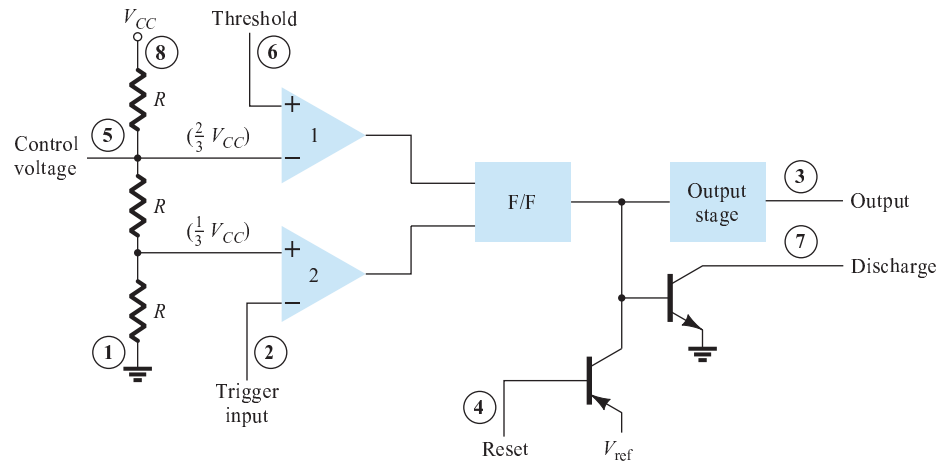 V_CC
8
Threshold
6
R
5
Control
voltage
(2/3 V_CC)
+
1
−
R
(1/3 V_CC)
+
2
−
R
1
2
Trigger
input
F/F
Output
stage
3
Output
7
Discharge
4
Reset
V_ref